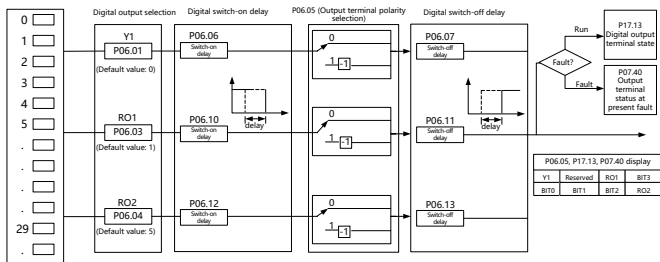 Digital output selection
Digital switch-on delay
P06.05 (Output terminal polarity
selection)
Digital switch-off delay
0
1
2
3
4
5
.
.
.
.
29
.
Y1
P06.01
(Default value: 0)
RO1
P06.03
(Default value: 1)
RO2
P06.04
(Default value: 5)
P06.06
Switch-on
delay
delay
P06.10
Switch-on
delay
P06.12
Switch-on
delay
0
1
-1
0
1
-1
0
1
-1
P06.07
Switch-off
delay
delay
P06.11
Switch-off
delay
P06.13
Switch-off
delay
Run
Fault?
Fault
P17.13
Digital output
terminal state
P07.40
Output
terminal
status at
present fault
P06.05, P17.13, P07.40 display
Y1 Reserved RO1 BIT3
BIT0 BIT1 BIT2 RO2